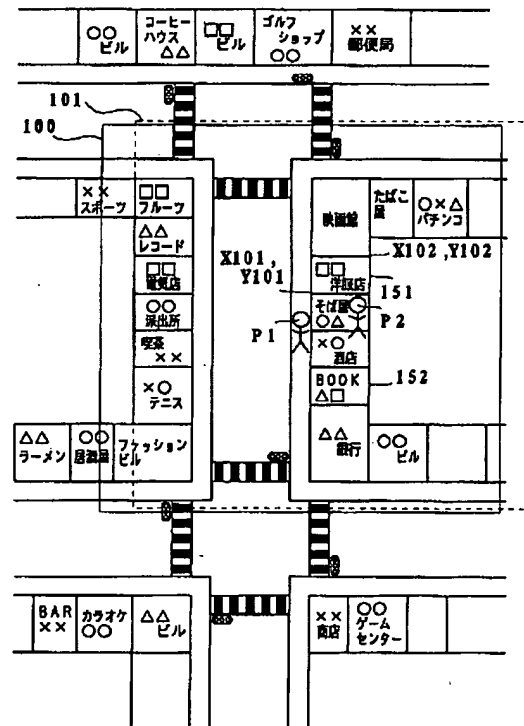 ○○
ビル
コーヒー
ハウス
△△
□□
ビル
ゴルフ
ショップ
○○
××
郵便局
101
100
××
スポーツ
□□
フルーツ
△△
レコード
□□
電気店
○○
派出所
喫茶
××
×○
テニス
△△
ラーメン
○○
居酒屋
ファッション
ビル
X101,
Y101
P1
映画館
たばこ
屋
○×△
パチンコ
X102,Y102
□□
洋服店
151
そば屋
○△
P2
×○
酒店
BOOK
△□
152
△△
銀行
○○
ビル
BAR
××
カラオケ
○○
△△
ビル
××
商店
○○
ゲーム
センター